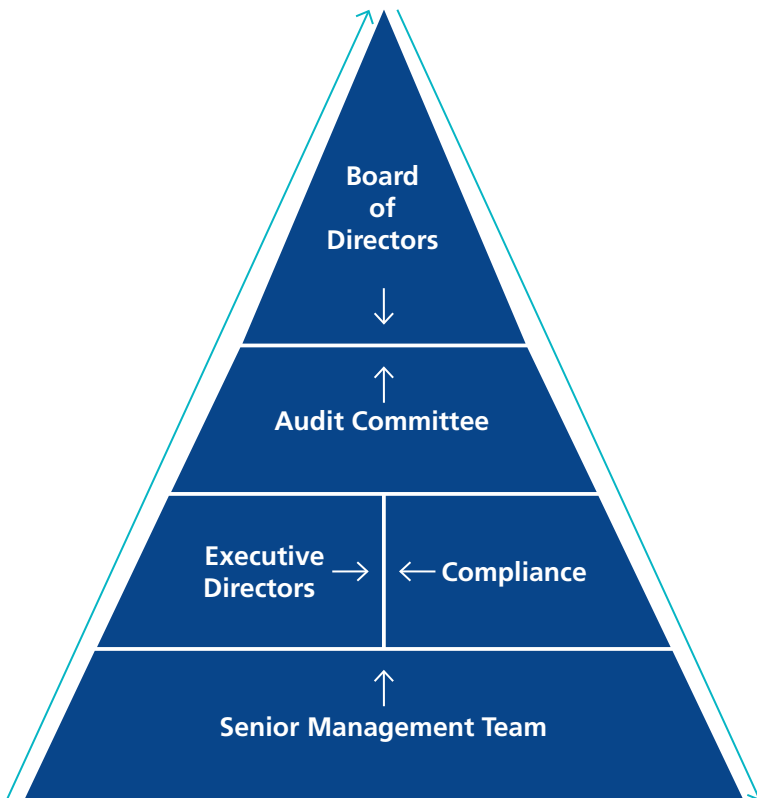 Board
of
Directors
Audit Committee
Executive
Directors
Compliance
Senior Management Team